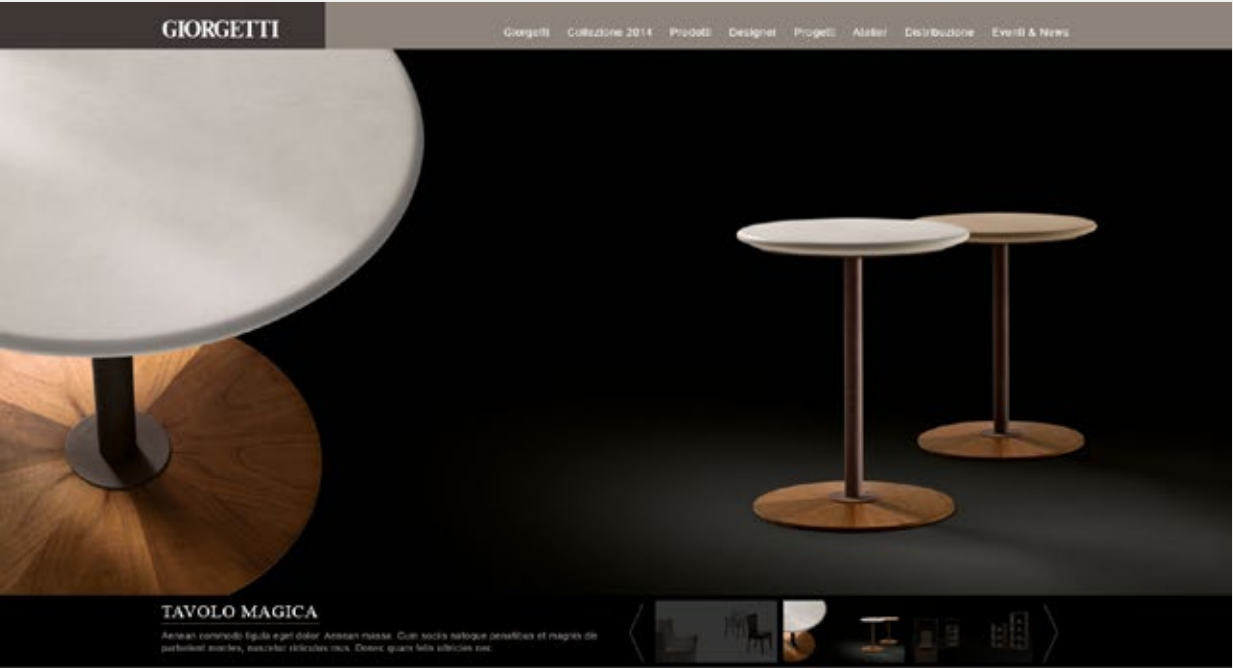 GIORGETTI
Giorgetti Collezione 2014 Prodotti Designer Progetti Atelier Distribuzione Eventi & News
TAVOLO MAGICA
Aenean commodo ligula eget dolor. Aenean massa. Cum sociis natoque penatibus et magnis dis
parturient montes, nascetur ridiculus mus. Donec quam felis ultricies nec.